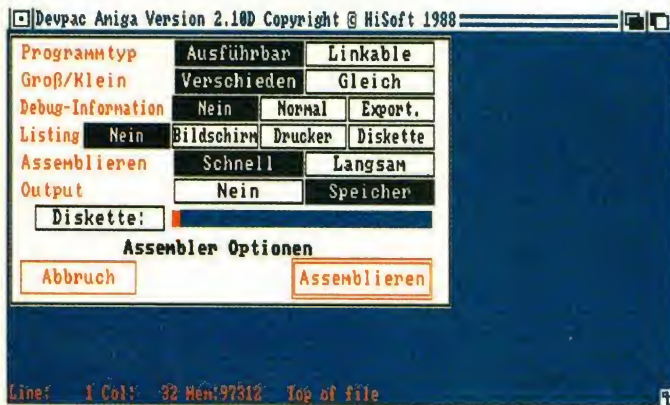 Devpac Amiga Version 2.10D Copyright © HiSoft 1988
Programmtyp Ausführbar Linkable
Groß/Klein Verschieden Gleich
Debug-Information Nein Normal Export.
Listing Nein Bildschirm Drucker Diskette
Assemblieren Schnell Langsam
Output Nein Speicher
Diskette:
Assembler Optionen
Abbruch Assemblieren
Line: 1 Col: 32 Mem:97312 Top of file